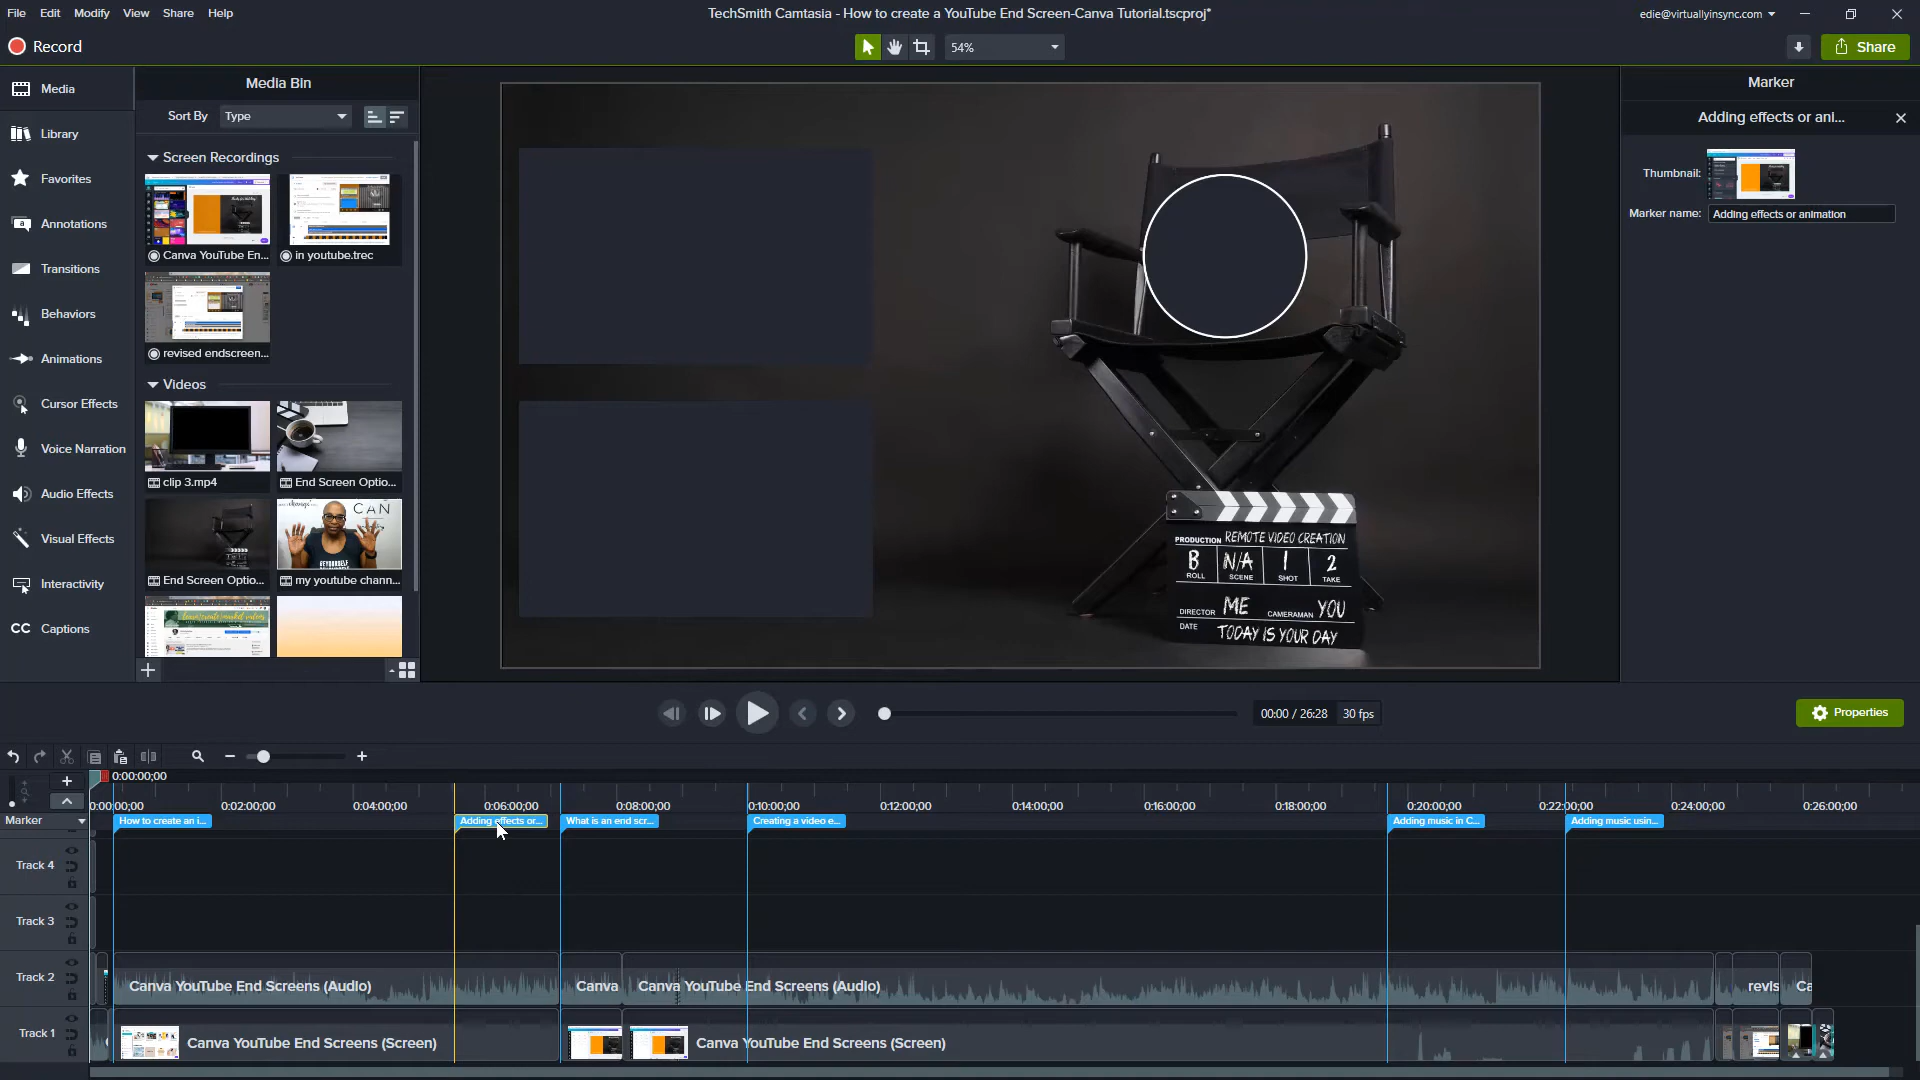 File Edit Modify View Share Help
TechSmith Camtasia - How to create a YouTube End Screen-Canva Tutorial.tscproj*
edie@virtuallyinsync.com
Record
54%
Share
Media
Library
Favorites
Annotations
Transitions
Behaviors
Animations
Cursor Effects
Voice Narration
Audio Effects
Visual Effects
Interactivity
CC Captions
Media Bin
Sort By Type
Screen Recordings
Canva YouTube En...
in youtube.trec
revised endscreen...
Videos
clip 3.mp4
End Screen Optio...
CAN
End Screen Optio...
my youtube chann...
PRODUCTION REMOTE VIDEO CREATION
B N/A 1 2
ROLL SCENE SHOT TAKE
DIRECTOR ME CAMERAMAN YOU
DATE TODAY IS YOUR DAY
Marker
Adding effects or ani...
Thumbnail:
Marker name: Adding effects or animation
00:00 / 26:28 30 fps
Properties
0:00:00;00
0:00:00;00 0:02:00;00 0:04:00;00 0:06:00;00 0:08:00;00 0:10:00;00 0:12:00;00 0:14:00;00 0:16:00;00 0:18:00;00 0:20:00;00 0:22:00;00 0:24:00;00 0:26:00;00
Marker
How to create an i... Adding effects or... What is an end scr... Creating a video e... Adding music in C... Adding music usin...
Track 4
Track 3
Track 2
Canva YouTube End Screens (Audio) Canva Canva YouTube End Screens (Audio) revis Ca
Track 1
Canva YouTube End Screens (Screen) Canva YouTube End Screens (Screen)